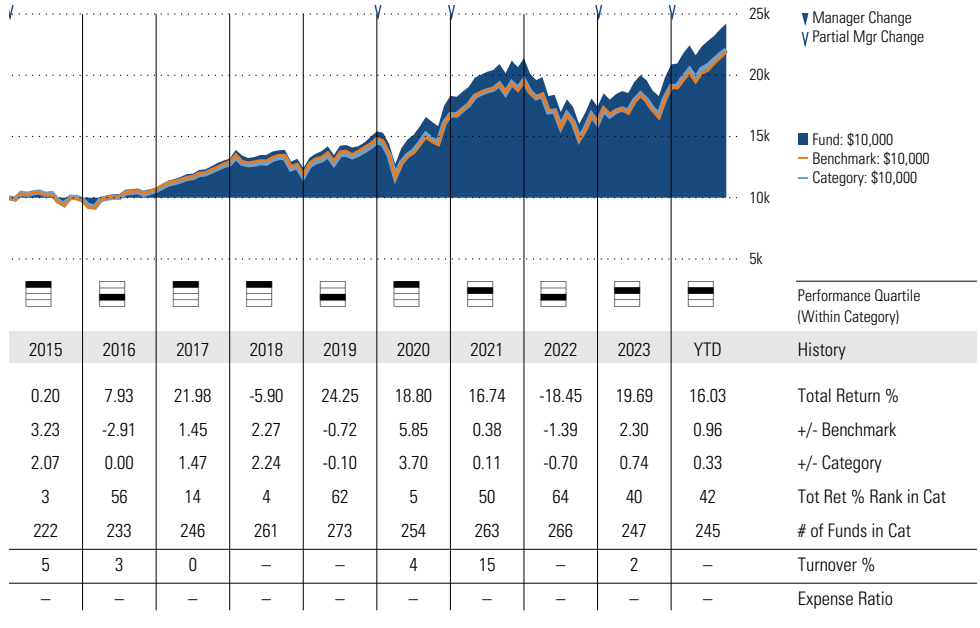 25k
20k
15k
10k
5k
Manager Change
Partial Mgr Change
Fund: $10,000
Benchmark: $10,000
Category: $10,000
Performance Quartile
(Within Category)
2015 2016 2017 2018 2019 2020 2021 2022 2023 YTD History
0.20 7.93 21.98 -5.90 24.25 18.80 16.74 -18.45 19.69 16.03 Total Return %
3.23 -2.91 1.45 2.27 -0.72 5.85 0.38 -1.39 2.30 0.96 +/- Benchmark
2.07 0.00 1.47 2.24 -0.10 3.70 0.11 -0.70 0.74 0.33 +/- Category
3 56 14 4 62 5 50 64 40 42 Tot Ret % Rank in Cat
222 233 246 261 273 254 263 266 247 245 # of Funds in Cat
5 3 0 – – 4 15 – 2 – Turnover %
– – – – – – – – – – Expense Ratio